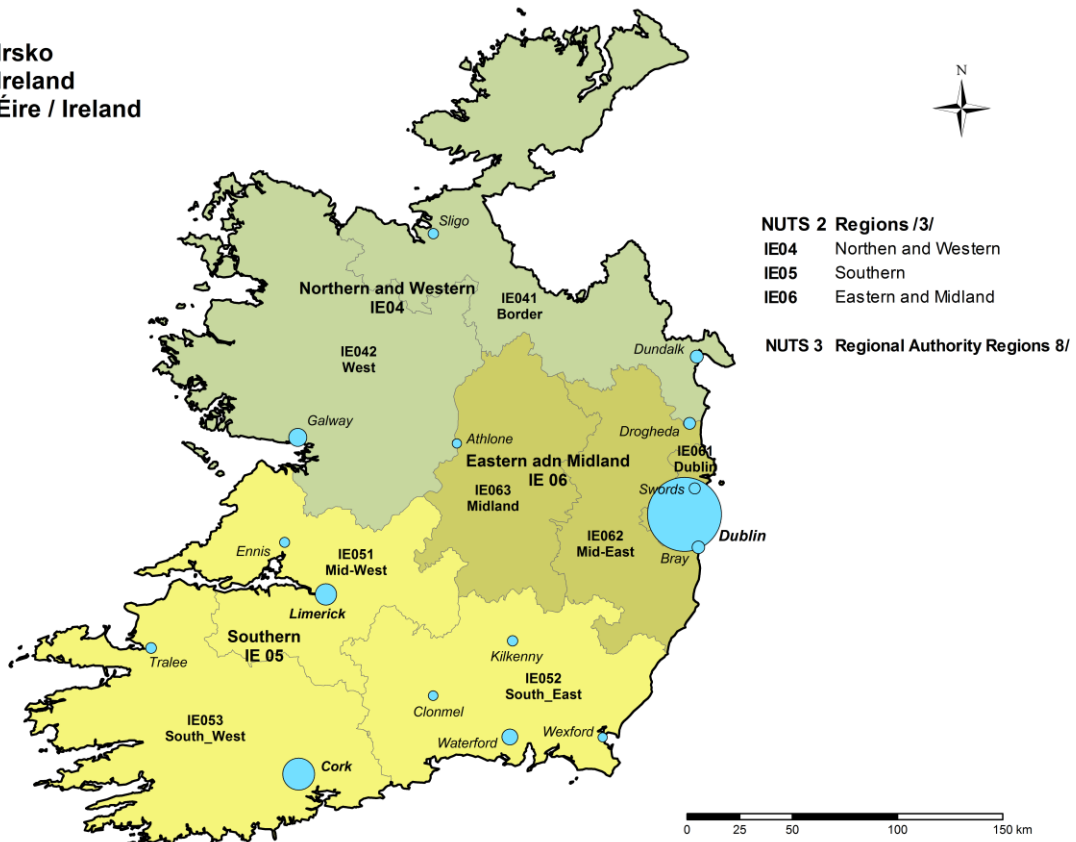 Irsko
Ireland
Éire / Ireland
N
NUTS 2 Regions /3/
IE04 Northen and Western
IE05 Southern
IE06 Eastern and Midland
NUTS 3 Regional Authority Regions 8/
Sligo
Northern and Western
IE04
IE041
Border
IE042
West
Dundalk
Galway
Athlone
Drogheda
Eastern adn Midland
IE 06
IE061
Dublin
IE063
Midland
Swords
Dublin
IE062
Mid-East
Bray
Ennis
IE051
Mid-West
Limerick
Southern
IE 05
Tralee
Kilkenny
IE052
South_East
Clonmel
IE053
South_West
Waterford
Wexford
Cork
0 25 50 100 150 km